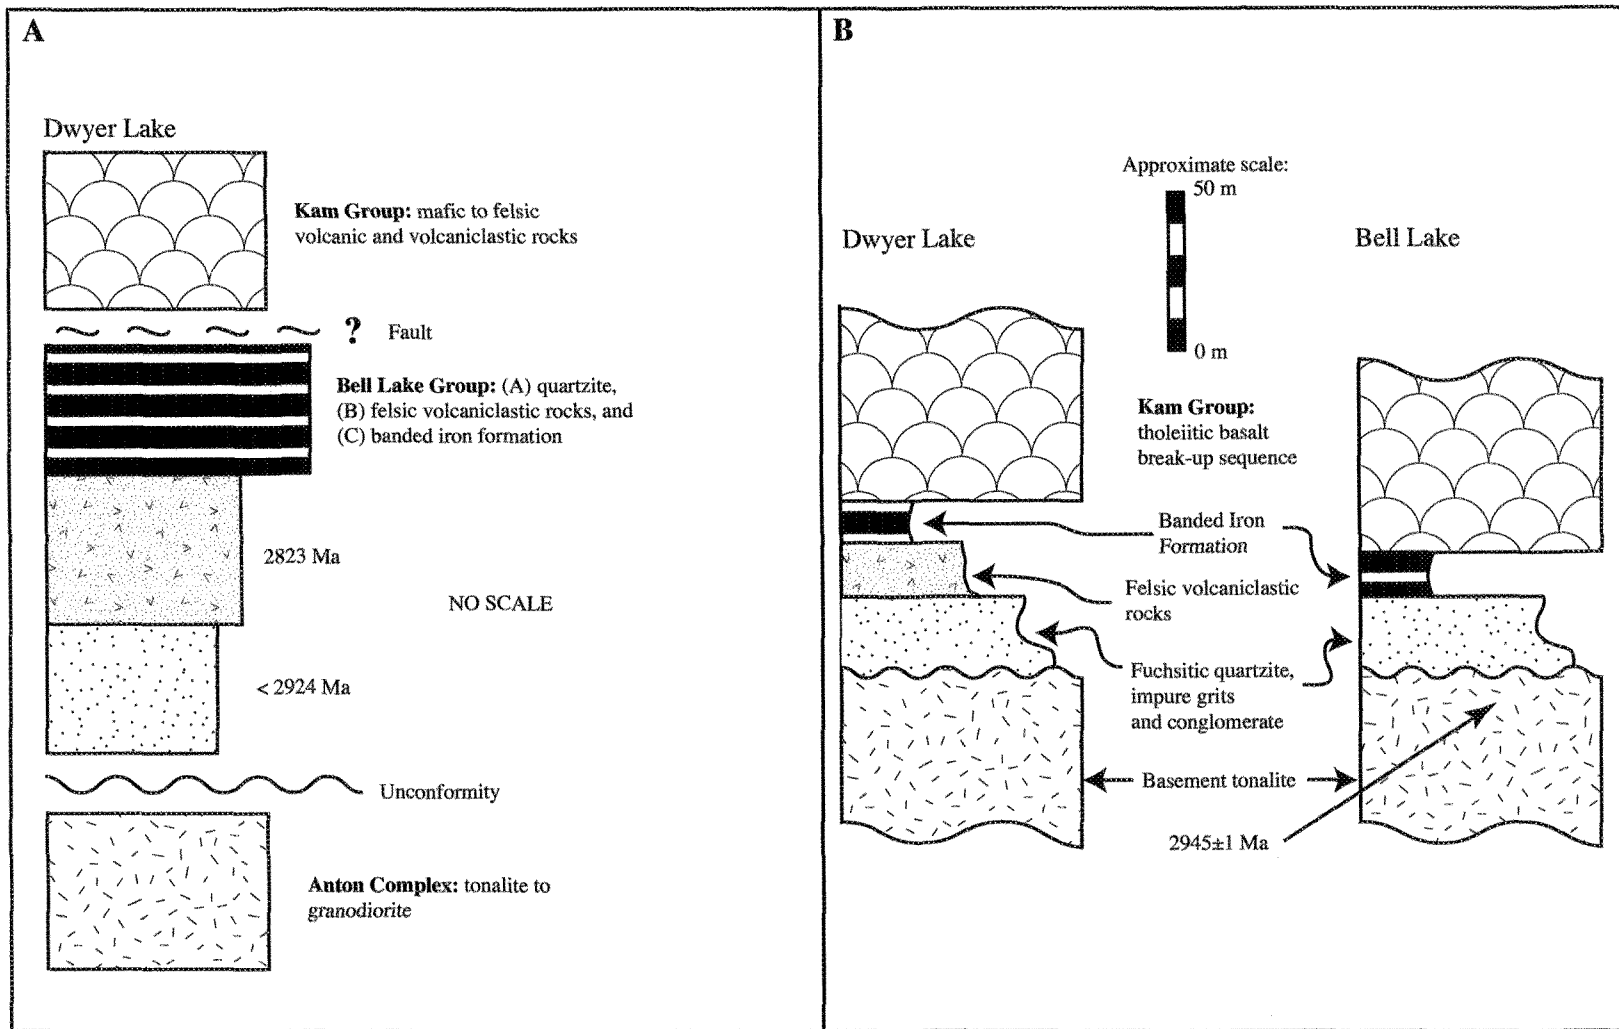 A
Dwyer Lake
Kam Group: mafic to felsic
volcanic and volcaniclastic rocks
? Fault
Bell Lake Group: (A) quartzite,
(B) felsic volcaniclastic rocks, and
(C) banded iron formation
2823 Ma
NO SCALE
< 2924 Ma
Unconformity
Anton Complex: tonalite to
granodiorite
B
Approximate scale:
50 m
0 m
Dwyer Lake
Bell Lake
Kam Group:
tholeiitic basalt
break-up sequence
Banded Iron
Formation
Felsic volcaniclastic
rocks
Fuchsitic quartzite,
impure grits
and conglomerate
Basement tonalite
2945±1 Ma